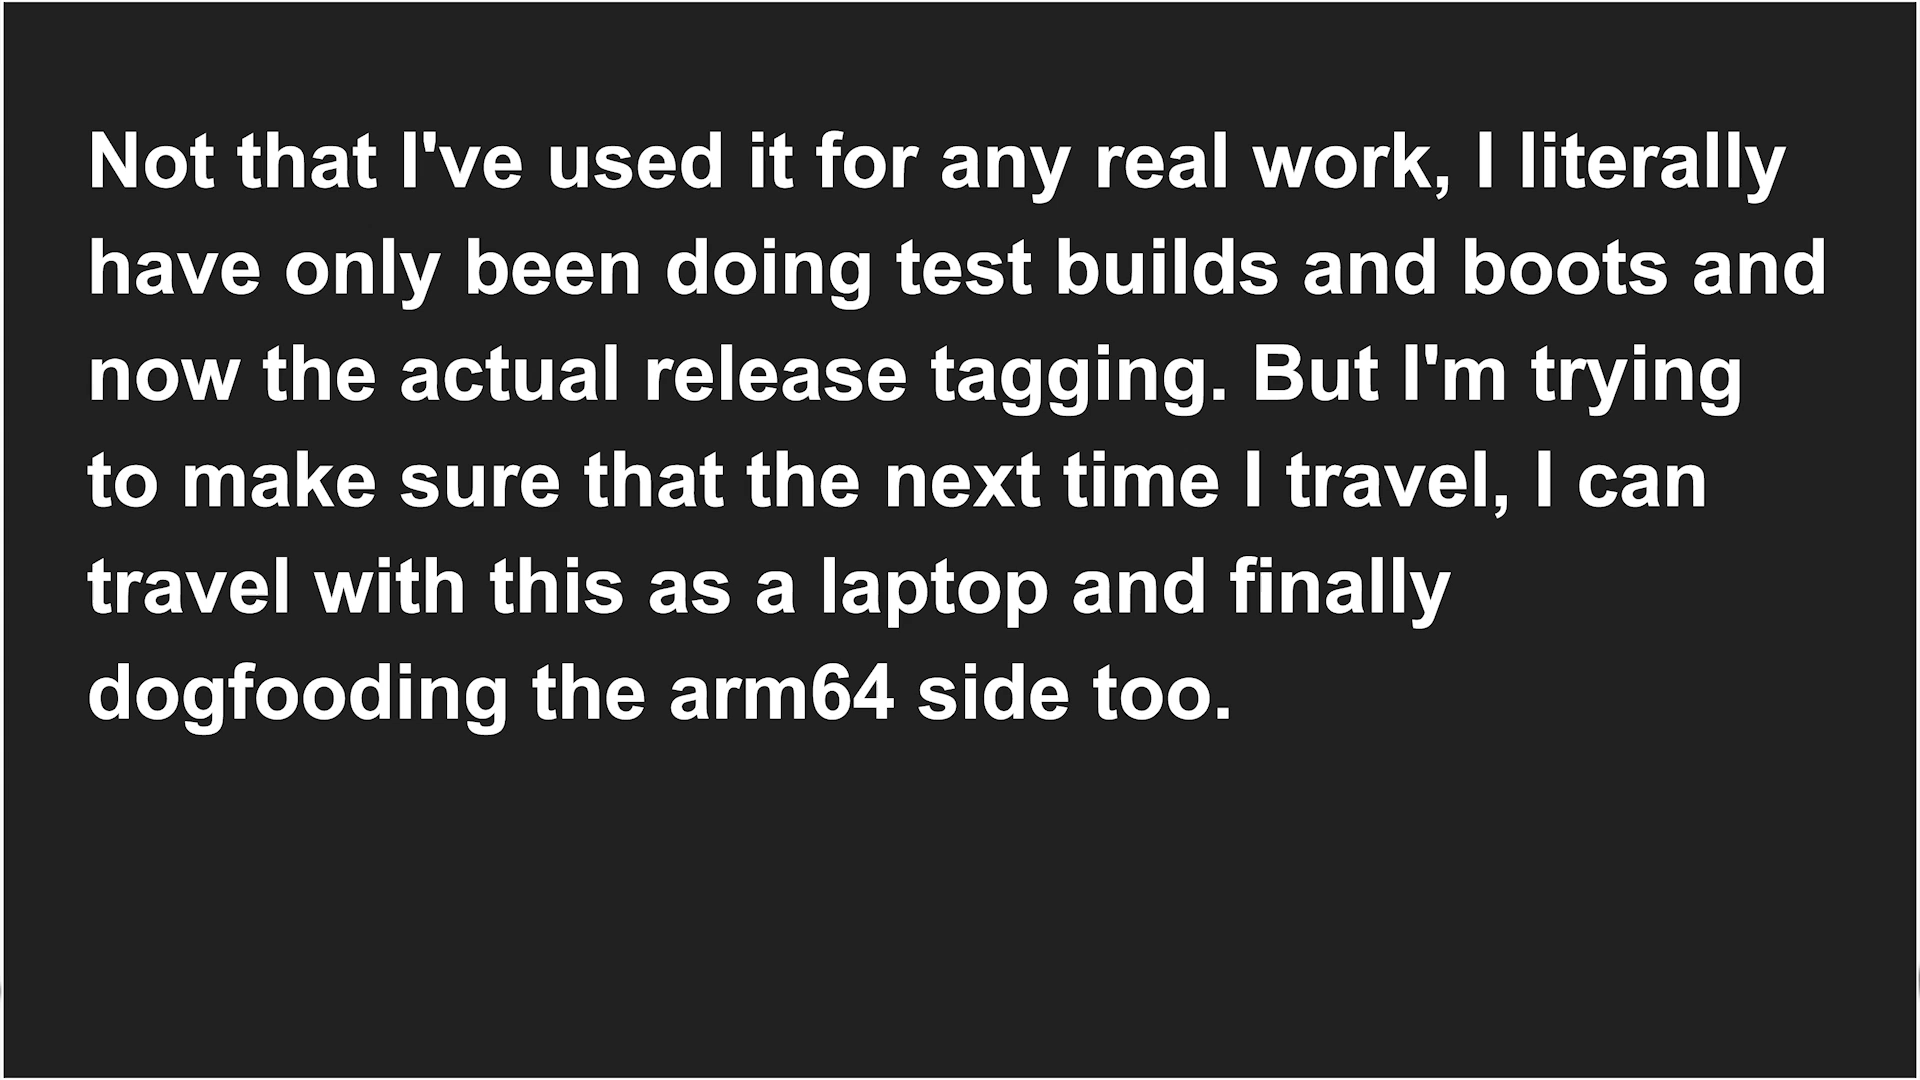 Not that I've used it for any real work, I literally
have only been doing test builds and boots and
now the actual release tagging. But I'm trying
to make sure that the next time I travel, I can
travel with this as a laptop and finally
dogfooding the arm64 side too.